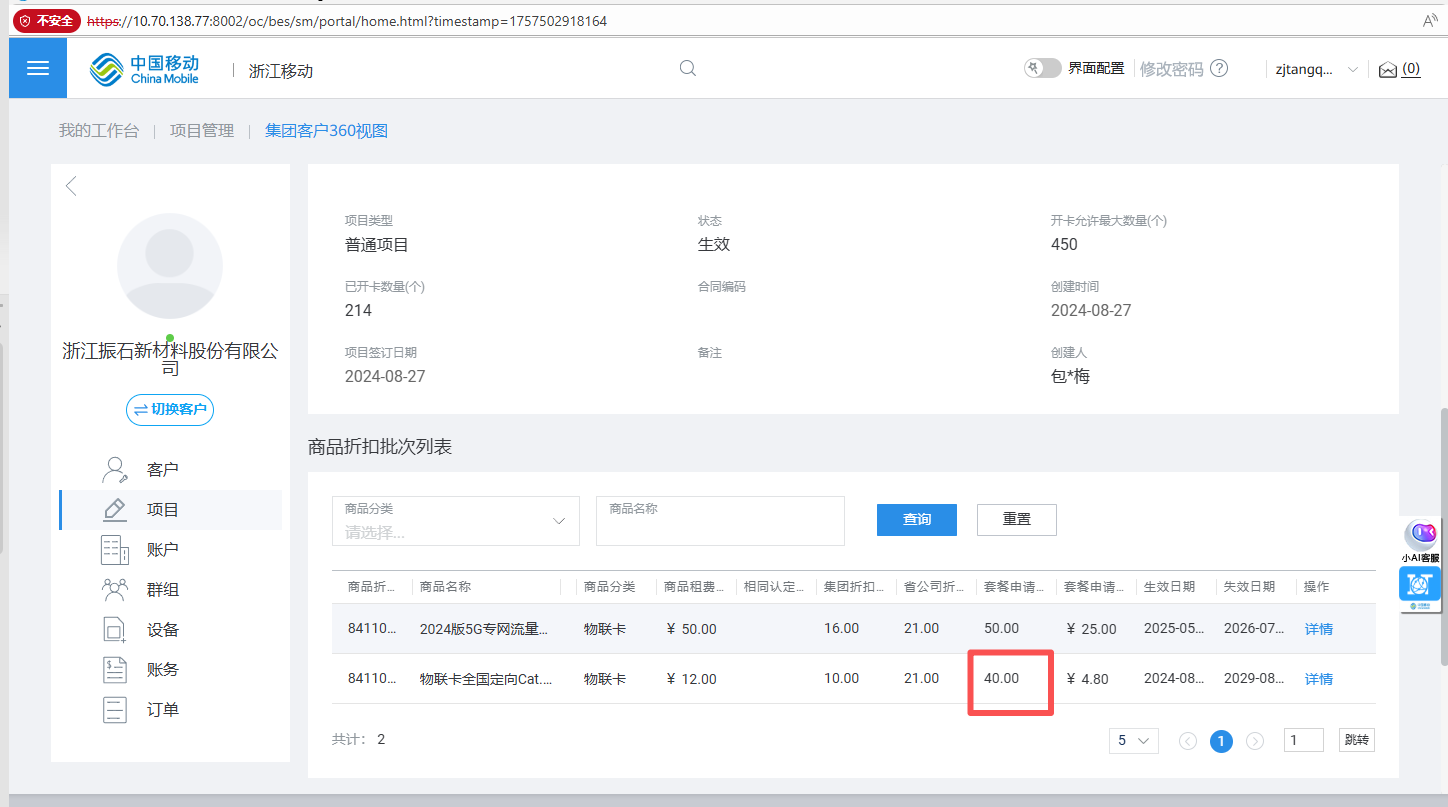 不安全 https://10.70.138.77:8002/oc/bes/sm/portal/home.html?timestamp=1757502918164
中国移动
China Mobile
浙江移动
界面配置 修改密码 zjtangq... (0)
我的工作台 项目管理 集团客户360视图
浙江振石新材料股份有限公
司
切换客户
客户
项目
账户
群组
设备
账务
订单
项目类型 状态 开卡允许最大数量(个)
普通项目 生效 450
已开卡数量(个) 合同编码 创建时间
214 2024-08-27
项目签订日期 备注 创建人
2024-08-27 包*梅
商品折扣批次列表
商品分类 商品名称
请选择... 查询 重置
商品折... 商品名称 商品分类 商品租费... 相同认定... 集团折扣... 省公司折... 套餐申请... 套餐申请... 生效日期 失效日期 操作
84110... 2024版5G专网流量... 物联卡 ¥ 50.00 16.00 21.00 50.00 ¥ 25.00 2025-05... 2026-07... 详情
84110... 物联卡全国定向Cat.... 物联卡 ¥ 12.00 10.00 21.00 40.00 ¥ 4.80 2024-08... 2029-08... 详情
共计： 2 5 1 1 跳转
小AI客服